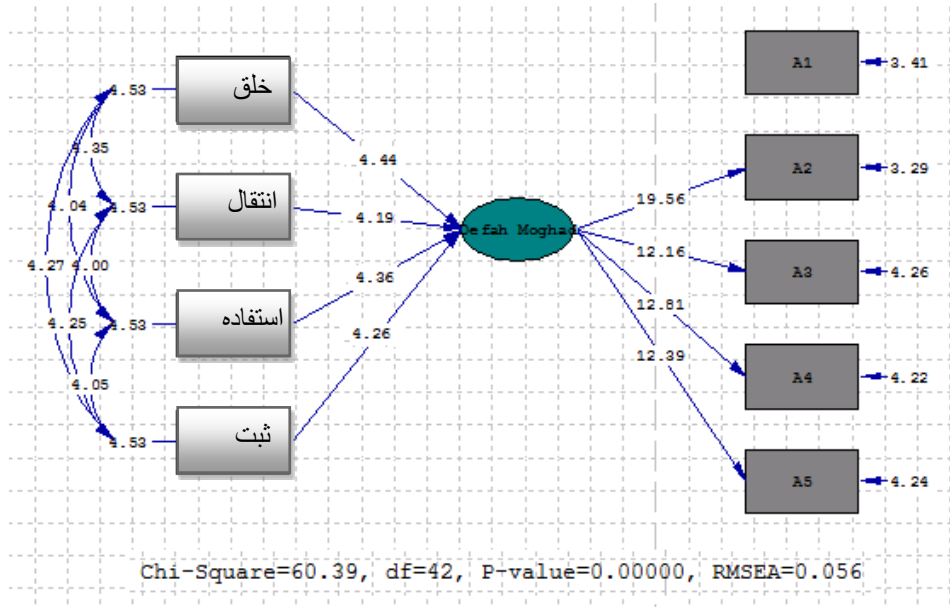 خلق
4.53
A1
3.41
4.35
4.44
انتقال
4.53
4.04
4.19
Defah Moghad
19.56
A2
3.29
12.16
A3
4.26
4.27
4.00
4.36
استفاده
4.53
4.25
4.26
12.81
A4
4.22
12.39
4.05
ثبت
4.53
A5
4.24
Chi-Square=60.39, df=42, P-value=0.00000, RMSEA=0.056